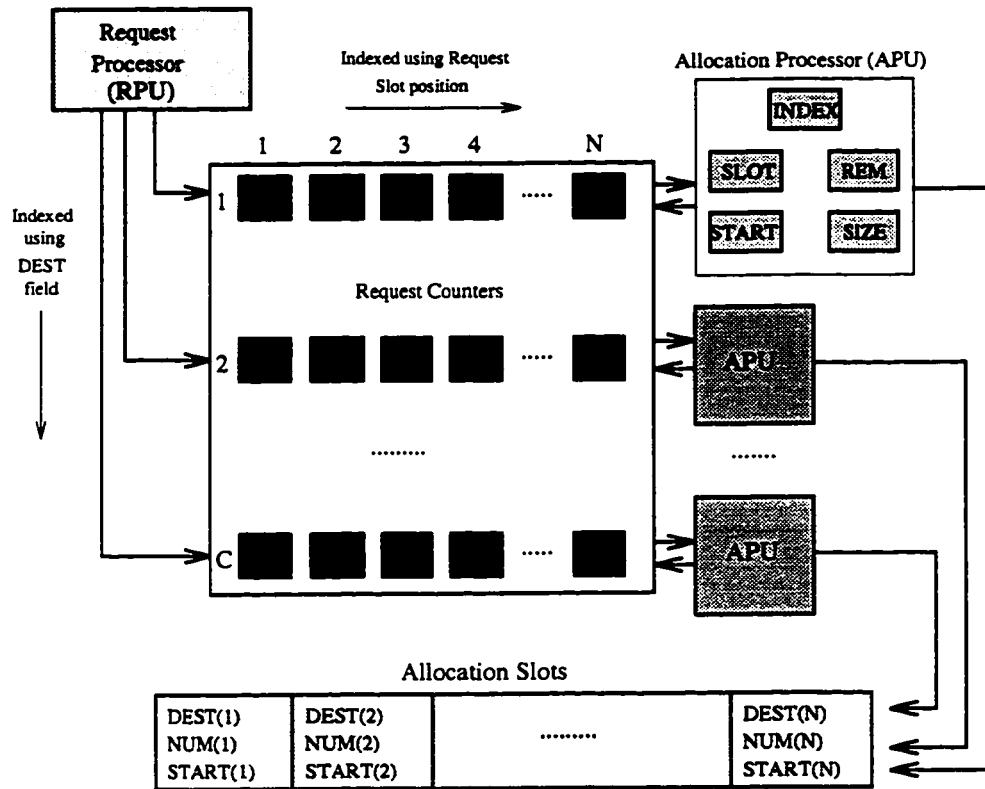 Request
Processor
(RPU)
Indexed using Request
Slot position
Allocation Processor (APU)
INDEX
SLOT
REM
START
SIZE
1 2 3 4 N
Indexed
using
DEST
field
1
.....
Request Counters
2
.....
APU
.........
.......
C
.....
APU
Allocation Slots
DEST(1) DEST(2) DEST(N)
NUM(1) NUM(2) ......... NUM(N)
START(1) START(2) START(N)